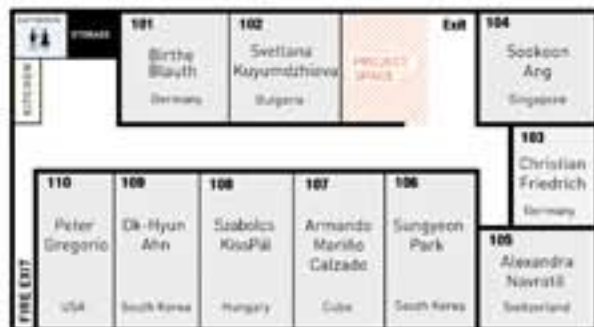 BATHROOM
STORAGE
101
Birthe
Blauth
Germany
102
Svetlana
Kuyumdzhieva
Bulgaria
PROJECT
SPACE
Exit
104
Sookoon
Ang
Singapore
KITCHEN
103
Christian
Friedrich
Germany
110
Peter
Gregorio
USA
109
Ok-Hyun
Ahn
South Korea
108
Szabolcs
KissPál
Hungary
107
Armando
Mariño
Calzado
Cuba
106
Sungyeon
Park
South Korea
105
Alexandra
Navratil
Switzerland
FIRE EXIT